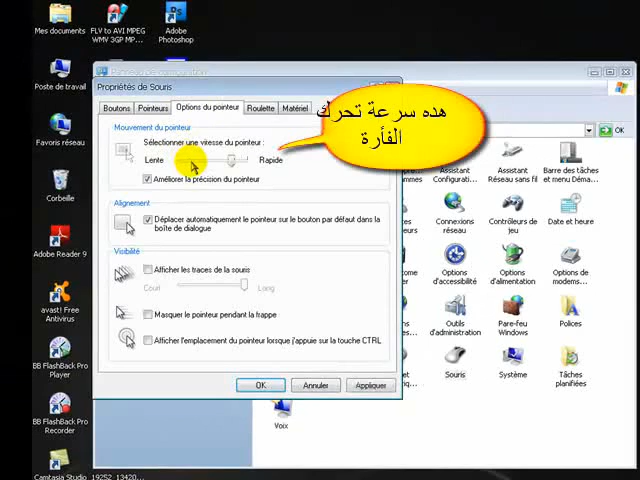 Mes documents
FLV to AVI MPEG
WMV 3GP MP...
Adobe
Photoshop
Poste de travail
Favoris réseau
Corbeille
Adobe Reader 9
avast! Free
Antivirus
BB FlashBack Pro
Player
BB FlashBack Pro
Recorder
Camtasia Studio
19252_13420...
Panneau de configuration
Propriétés de Souris
Boutons
Pointeurs
Options du pointeur
Roulette
Matériel
Mouvement du pointeur
Sélectionner une vitesse du pointeur :
Lente
Rapide
Améliorer la précision du pointeur
Alignement
Déplacer automatiquement le pointeur sur le bouton par défaut dans la
boîte de dialogue
Visibilité
Afficher les traces de la souris
Court
Long
Masquer le pointeur pendant la frappe
Afficher l'emplacement du pointeur lorsque j'appuie sur la touche CTRL
OK
Annuler
Appliquer
هده سرعة تحرك
الفأرة
OK
Assistant
Configurat...
Assistant
Réseau sans fil
Barre des tâches
et menu Déma...
Connexions
réseau
Contrôleurs de
jeu
Date et heure
Options
d'accessibilité
Options
d'alimentation
Options de
modems...
Outils
d'administration
Pare-feu
Windows
Polices
Souris
Système
Tâches
planifiées
Voix